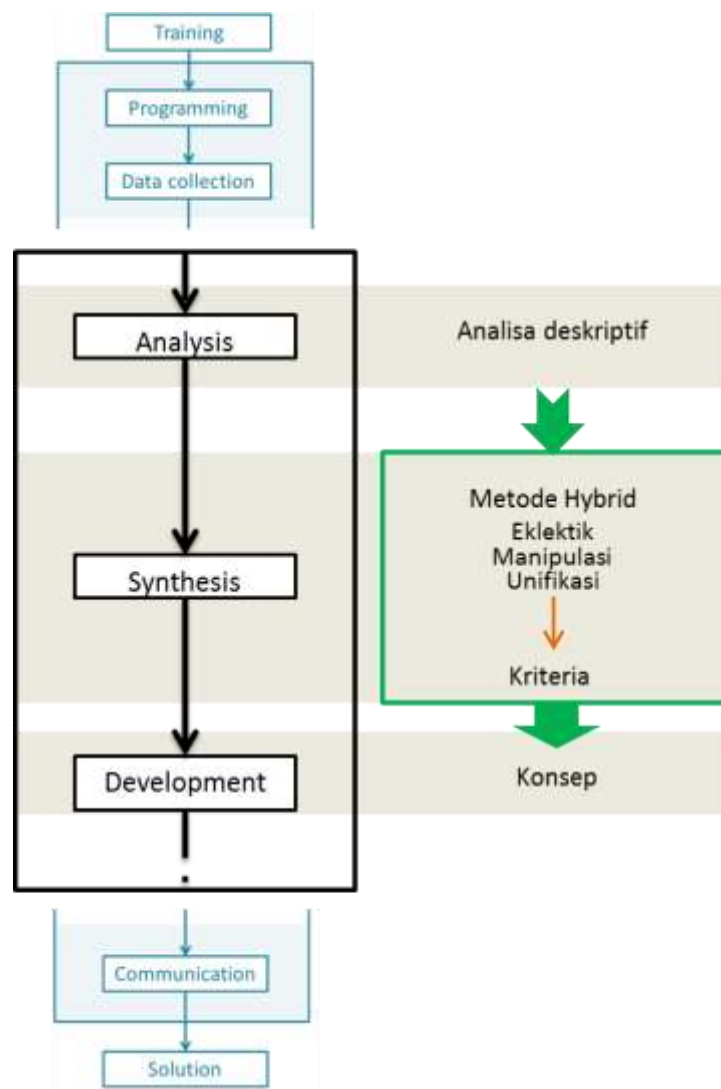 Training
Programming
Data collection
Analysis
Analisa deskriptif
Metode Hybrid
Eklektik
Manipulasi
Unifikasi
Synthesis
Kriteria
Development
Konsep
Communication
Solution